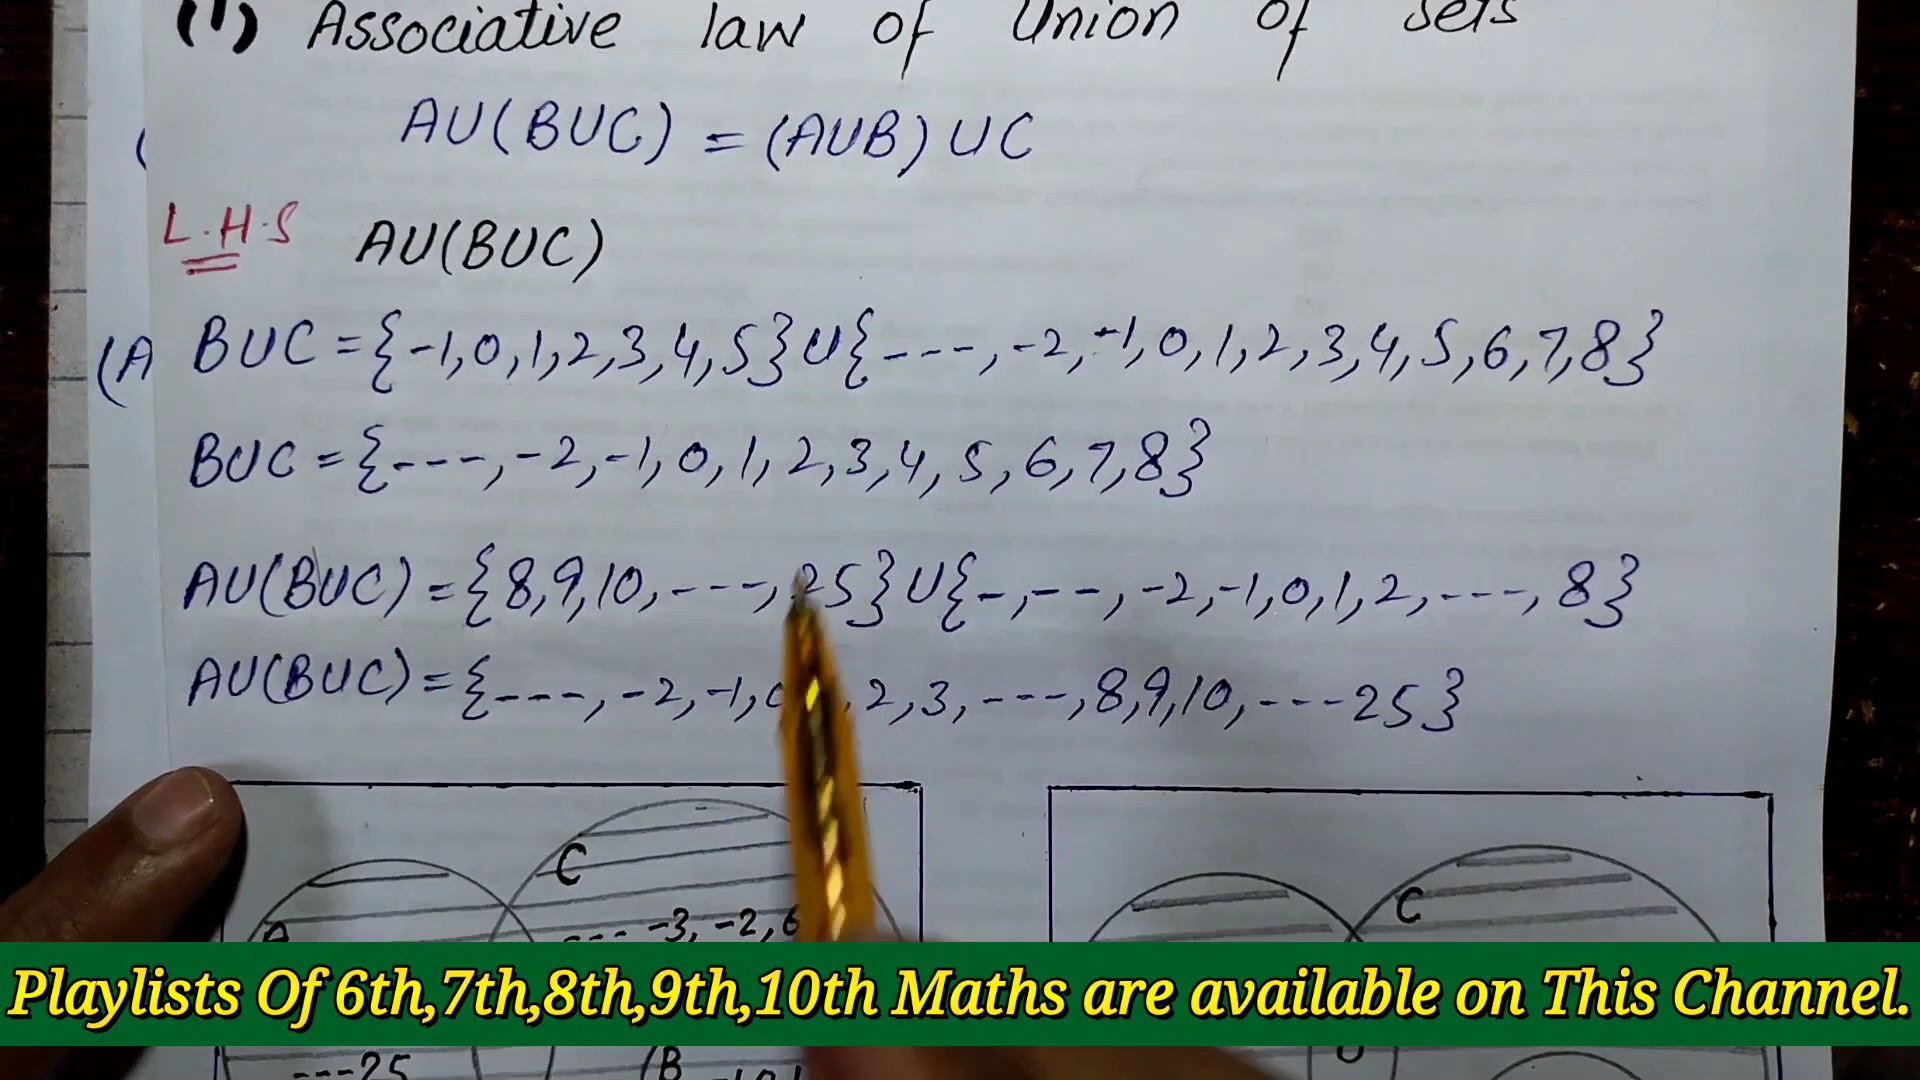 (1) Associative law of Union of sets
AU(BUC) = (AUB) UC
(
L.H.S AU(BUC)
(A BUC = {-1,0,1,2,3,4,5} U {---,-2,-1,0,1,2,3,4,5,6,7,8}
BUC = {---,-2,-1,0,1,2,3,4,5,6,7,8}
AU(BUC) = {8,9,10,---,25} U {-,--,-2,-1,0,1,2,---,8}
AU(BUC) = {---,-2,-1,0 ,2,3,---,8,9,10,---25}
C
C
--- -3,-2,6
A
Playlists Of 6th,7th,8th,9th,10th Maths are available on This Channel.
---25
B